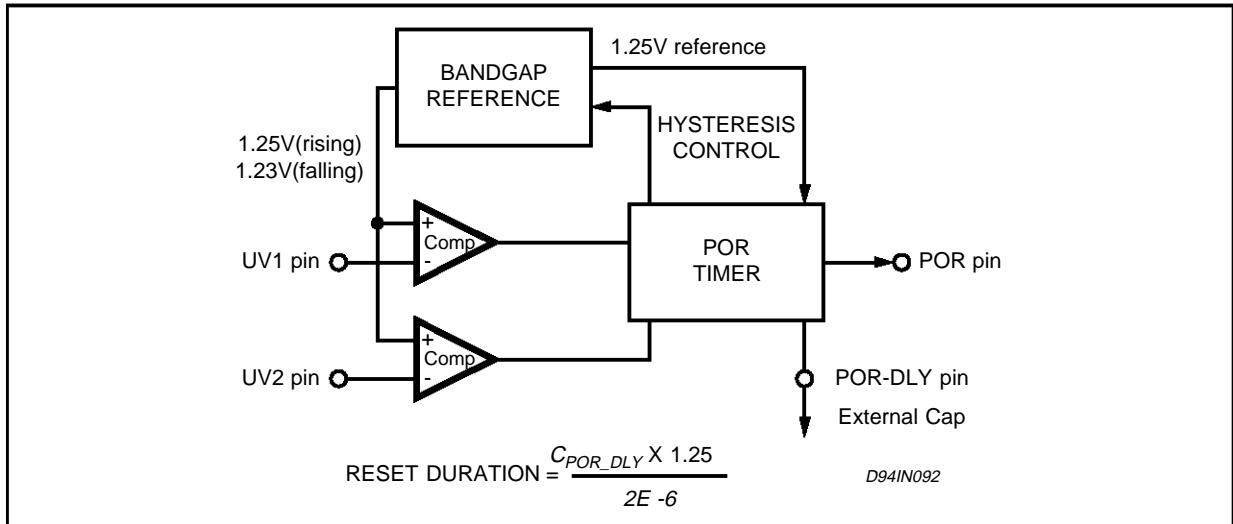 1.25V reference
BANDGAP
REFERENCE
HYSTERESIS
CONTROL
1.25V(rising)
1.23V(falling)
+
Comp
-
UV1 pin
POR
TIMER
POR pin
+
Comp
-
UV2 pin
POR-DLY pin
External Cap
RESET DURATION = C_POR_DLY X 1.25
2E -6
D94IN092